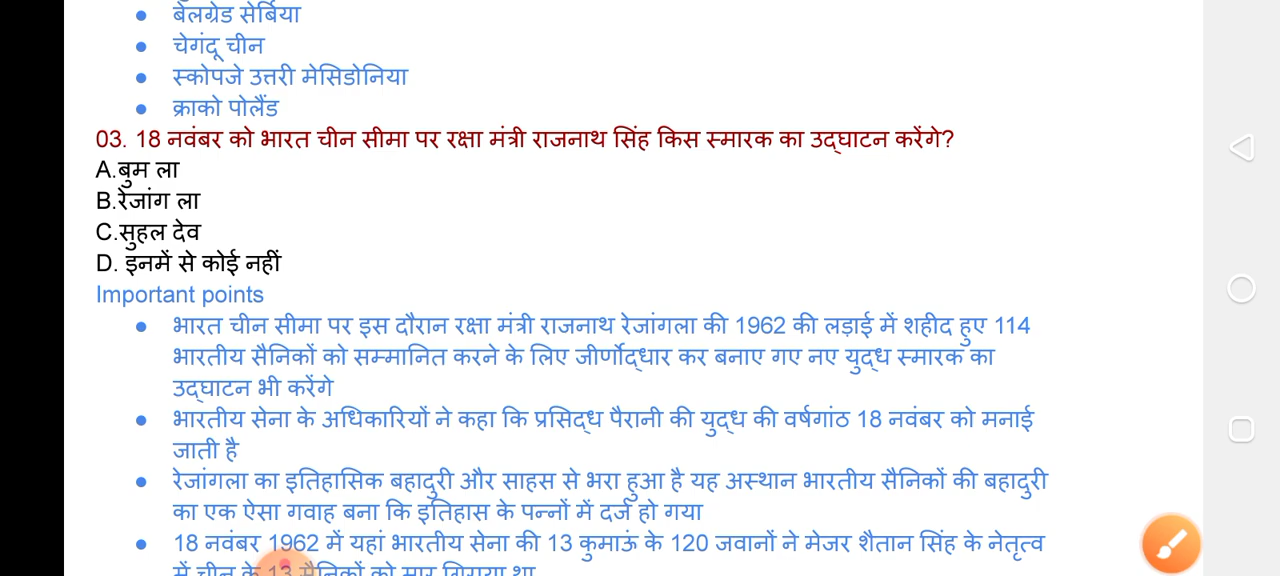 ● बेलग्रेड सेर्बिया
● चेगंदू चीन
● स्कोपजे उत्तरी मेसिडोनिया
● क्राको पोलैंड
03. 18 नवंबर को भारत चीन सीमा पर रक्षा मंत्री राजनाथ सिंह किस स्मारक का उद्घाटन करेंगे?
A.बुम ला
B.रेजांग ला
C.सुहल देव
D. इनमें से कोई नहीं
Important points
● भारत चीन सीमा पर इस दौरान रक्षा मंत्री राजनाथ रेजांगला की 1962 की लड़ाई में शहीद हुए 114
भारतीय सैनिकों को सम्मानित करने के लिए जीर्णोद्धार कर बनाए गए नए युद्ध स्मारक का
उद्घाटन भी करेंगे
● भारतीय सेना के अधिकारियों ने कहा कि प्रसिद्ध पैरानी की युद्ध की वर्षगांठ 18 नवंबर को मनाई
जाती है
● रेजांगला का इतिहासिक बहादुरी और साहस से भरा हुआ है यह अस्थान भारतीय सैनिकों की बहादुरी
का एक ऐसा गवाह बना कि इतिहास के पन्नों में दर्ज हो गया
● 18 नवंबर 1962 में यहां भारतीय सेना की 13 कुमाऊं के 120 जवानों ने मेजर शैतान सिंह के नेतृत्व
में चीन के 13 सैनिकों को मार गिराया था